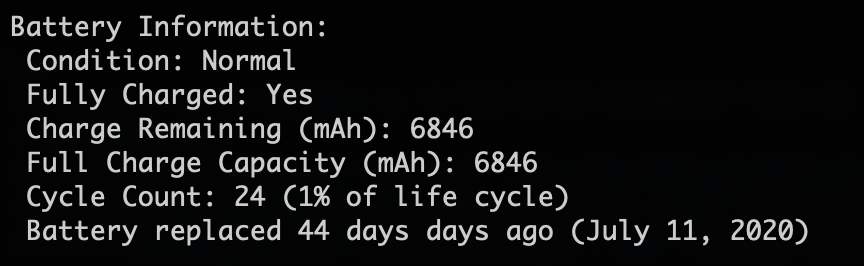 Battery Information:
Condition: Normal
Fully Charged: Yes
Charge Remaining (mAh): 6846
Full Charge Capacity (mAh): 6846
Cycle Count: 24 (1% of life cycle)
Battery replaced 44 days days ago (July 11, 2020)